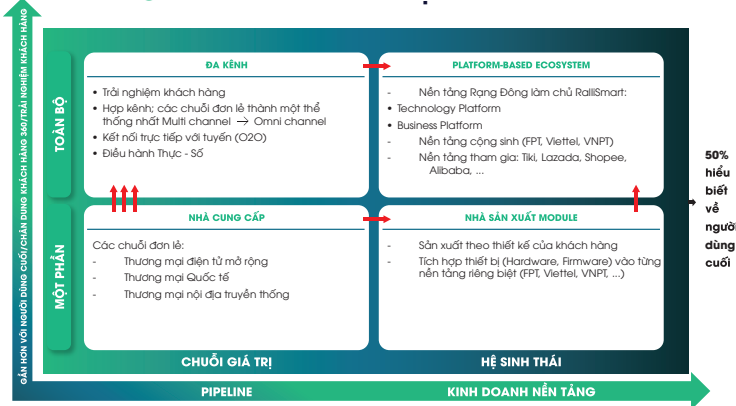 GẮN HƠN VỚI NGƯỜI DÙNG CUỐI/CHÂN DUNG KHÁCH HÀNG 360/TRẢI NGHIỆM KHÁCH HÀNG
TOÀN BỘ
ĐA KÊNH
• Trải nghiệm khách hàng
• Hợp kênh; các chuỗi đơn lẻ thành một thể
thống nhất Multi channel → Omni channel
• Kết nối trực tiếp với tuyến (O2O)
• Điều hành Thực - Số
PLATFORM-BASED ECOSYSTEM
- Nền tảng Rạng Đông làm chủ RalliSmart:
• Technology Platform
• Business Platform
- Nền tảng cộng sinh (FPT, Viettel, VNPT)
- Nền tảng tham gia: Tiki, Lazada, Shopee,
Alibaba, ...
MỘT PHẦN
NHÀ CUNG CẤP
Các chuỗi đơn lẻ:
- Thương mại điện tử mở rộng
- Thương mại Quốc tế
- Thương mại nội địa truyền thống
NHÀ SẢN XUẤT MODULE
- Sản xuất theo thiết kế của khách hàng
- Tích hợp thiết bị (Hardware, Firmware) vào từng
nền tảng riêng biệt (FPT, Viettel, VNPT, ...)
50%
hiểu
biết
về
người
dùng
cuối
CHUỖI GIÁ TRỊ
HỆ SINH THÁI
PIPELINE
KINH DOANH NỀN TẢNG